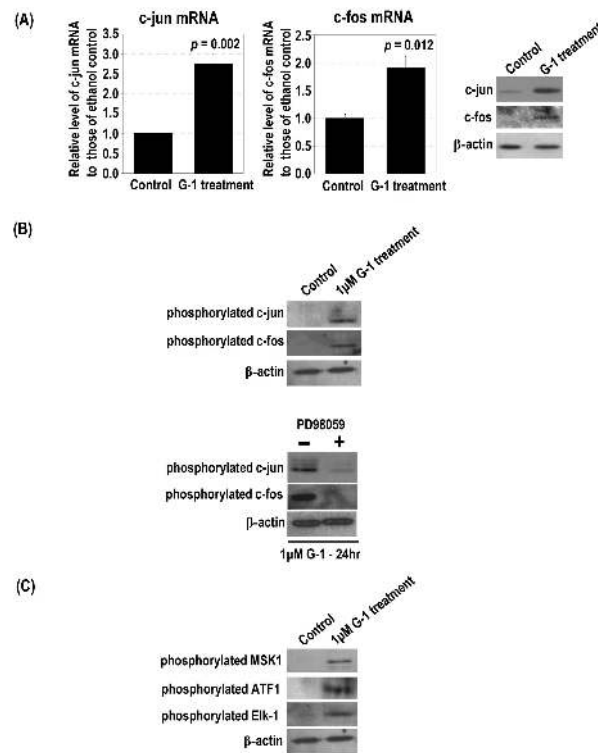 (A)
c-jun mRNA
Relative level of c-jun mRNA
to those of ethanol control
3.5
3.0
2.5
2.0
1.5
1.0
0.5
0.0
p = 0.002
Control
G-1 treatment
c-fos mRNA
Relative level of c-fos mRNA
to those of ethanol control
2.5
2.0
1.5
1.0
0.5
0.0
p = 0.012
Control
G-1 treatment
Control
G-1 treatment
c-jun
c-fos
β-actin
(B)
Control
1μM G-1 treatment
phosphorylated c-jun
phosphorylated c-fos
β-actin
PD98059
− +
phosphorylated c-jun
phosphorylated c-fos
β-actin
1μM G-1 - 24hr
(C)
Control
1μM G-1 treatment
phosphorylated MSK1
phosphorylated ATF1
phosphorylated Elk-1
β-actin